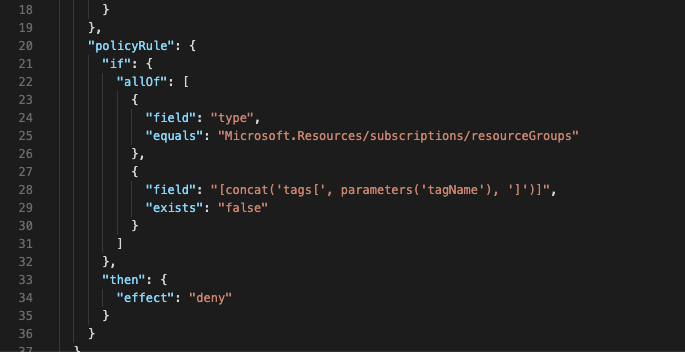 18 }
19 },
20 "policyRule": {
21 "if": {
22 "allOf": [
23 {
24 "field": "type",
25 "equals": "Microsoft.Resources/subscriptions/resourceGroups"
26 },
27 {
28 "field": "[concat('tags[', parameters('tagName'), ']')]",
29 "exists": "false"
30 }
31 ]
32 },
33 "then": {
34 "effect": "deny"
35 }
36 }
37 }